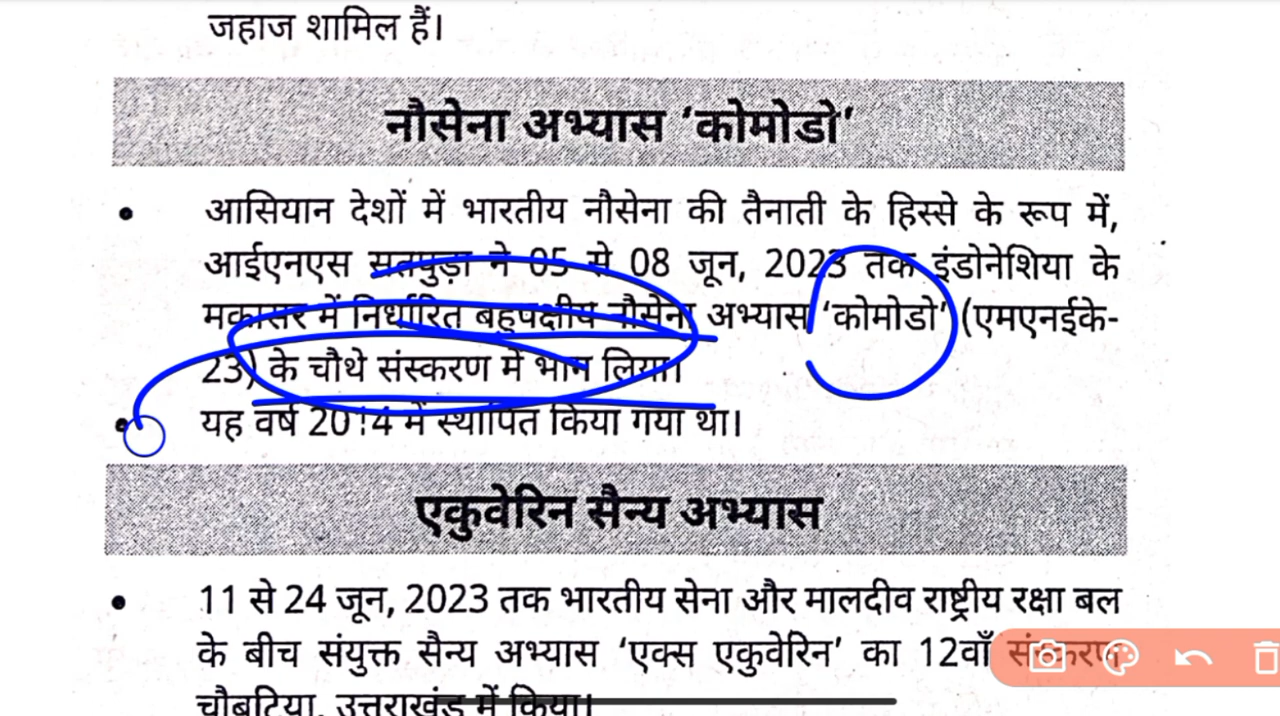 जहाज शामिल हैं।
नौसेना अभ्यास 'कोमोडो'
• आसियान देशों में भारतीय नौसेना की तैनाती के हिस्से के रूप में,
आईएनएस सतपुड़ा ने 05 से 08 जून, 2023 तक इंडोनेशिया के
मकासर में निर्धारित बहुपक्षीय नौसेना अभ्यास 'कोमोडो' (एमएनईके-
23) के चौथे संस्करण में भाग लिया।
• यह वर्ष 2014 में स्थापित किया गया था।
एकुवेरिन सैन्य अभ्यास
• 11 से 24 जून, 2023 तक भारतीय सेना और मालदीव राष्ट्रीय रक्षा बल
के बीच संयुक्त सैन्य अभ्यास 'एक्स एकुवेरिन' का 12वाँ संस्करण
चौबटिया, उत्तराखंड में किया।